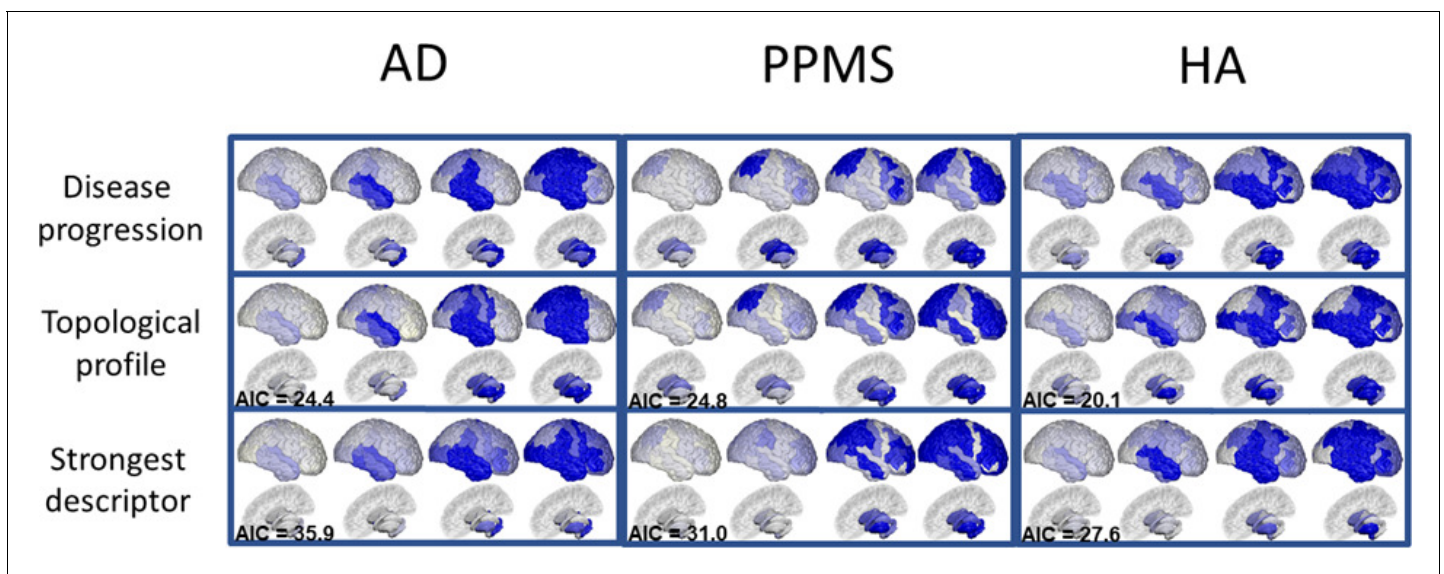 AD PPMS HA
Disease
progression
Topological
profile
AIC = 24.4 AIC = 24.8 AIC = 20.1
Strongest
descriptor
AIC = 35.9 AIC = 31.0 AIC = 27.6